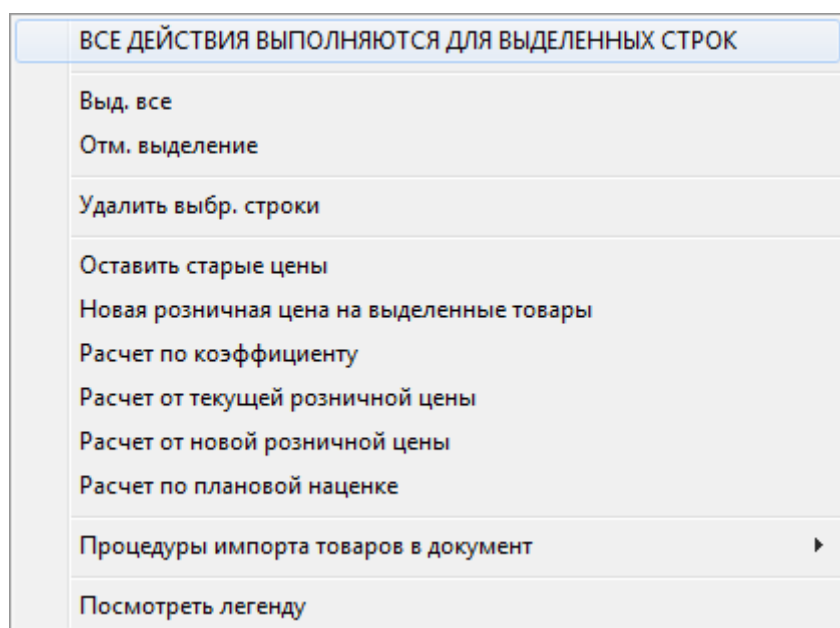 ВСЕ ДЕЙСТВИЯ ВЫПОЛНЯЮТСЯ ДЛЯ ВЫДЕЛЕННЫХ СТРОК
Выд. все
Отм. выделение
Удалить выбр. строки
Оставить старые цены
Новая розничная цена на выделенные товары
Расчет по коэффициенту
Расчет от текущей розничной цены
Расчет от новой розничной цены
Расчет по плановой наценке
Процедуры импорта товаров в документ
Посмотреть легенду